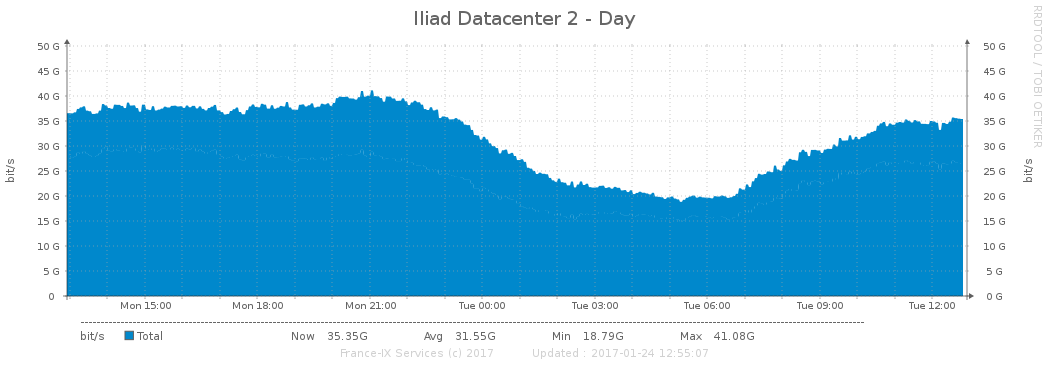 Iliad Datacenter 2 - Day
RRDTOOL / TOBI OETIKER
bit/s
50 G 50 G
45 G 45 G
40 G 40 G
35 G 35 G
30 G 30 G
25 G 25 G
20 G 20 G
15 G 15 G
10 G 10 G
5 G 5 G
0 0 G
bit/s
Mon 15:00 Mon 18:00 Mon 21:00 Tue 00:00 Tue 03:00 Tue 06:00 Tue 09:00 Tue 12:00
bit/s Total Now 35.35G Avg 31.55G Min 18.79G Max 41.08G
France-IX Services (c) 2017 Updated : 2017-01-24 12:55:07